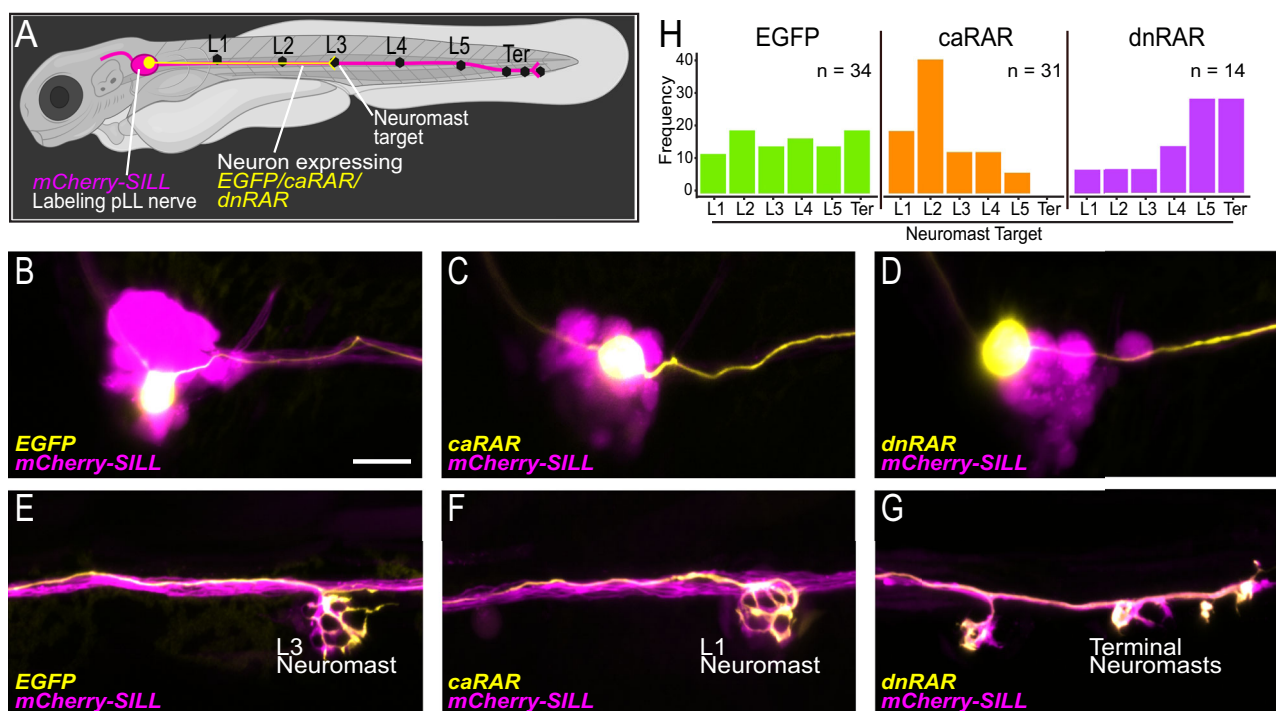 A
L1
L2
L3
L4
L5
Ter
Neuromast
target
Neuron expressing
EGFP/caRAR/
dnRAR
mCherry-SILL
Labeling pLL nerve
H
EGFP
caRAR
dnRAR
n = 34
n = 31
n = 14
Frequency
40
30
20
10
0
L1 L2 L3 L4 L5 Ter
L1 L2 L3 L4 L5 Ter
L1 L2 L3 L4 L5 Ter
Neuromast Target
B
EGFP
mCherry-SILL
C
caRAR
mCherry-SILL
D
dnRAR
mCherry-SILL
E
L3
Neuromast
EGFP
mCherry-SILL
F
L1
Neuromast
caRAR
mCherry-SILL
G
Terminal
Neuromasts
dnRAR
mCherry-SILL